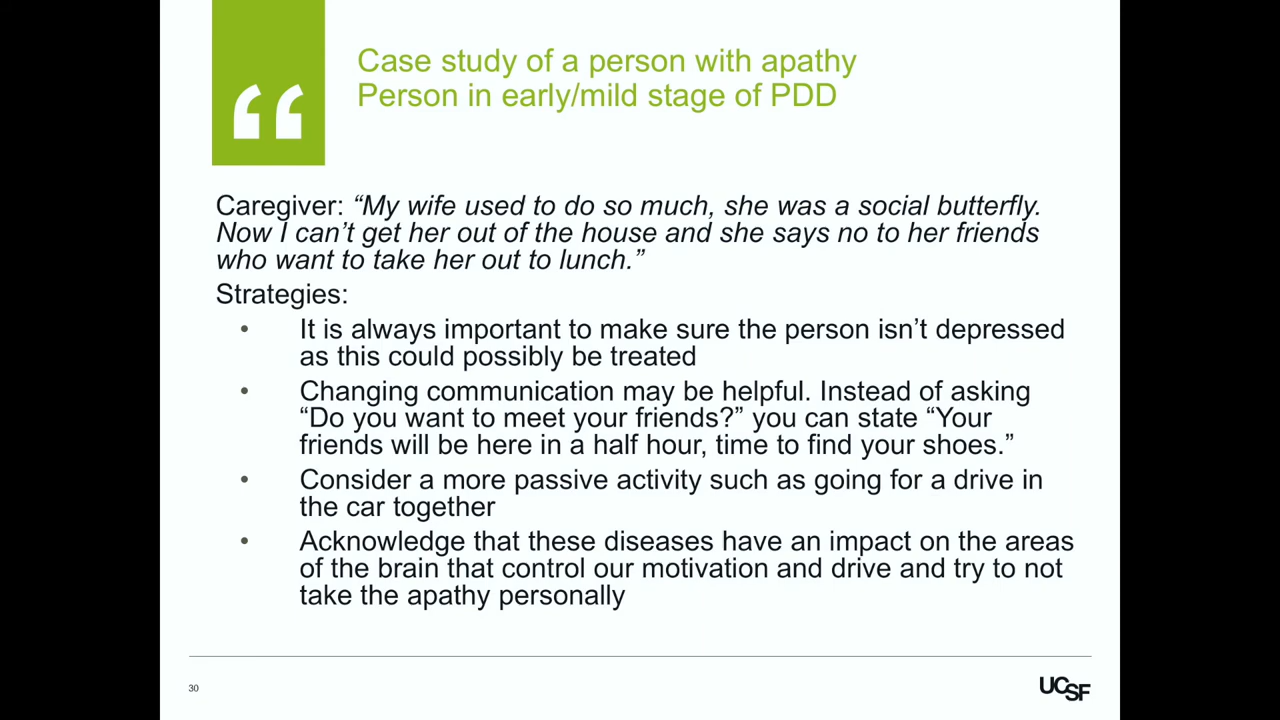 Case study of a person with apathy
Person in early/mild stage of PDD
Caregiver: “My wife used to do so much, she was a social butterfly.
Now I can’t get her out of the house and she says no to her friends
who want to take her out to lunch.”
Strategies:
• It is always important to make sure the person isn’t depressed
as this could possibly be treated
• Changing communication may be helpful. Instead of asking
“Do you want to meet your friends?” you can state “Your
friends will be here in a half hour, time to find your shoes.”
• Consider a more passive activity such as going for a drive in
the car together
• Acknowledge that these diseases have an impact on the areas
of the brain that control our motivation and drive and try to not
take the apathy personally
30
UCSF